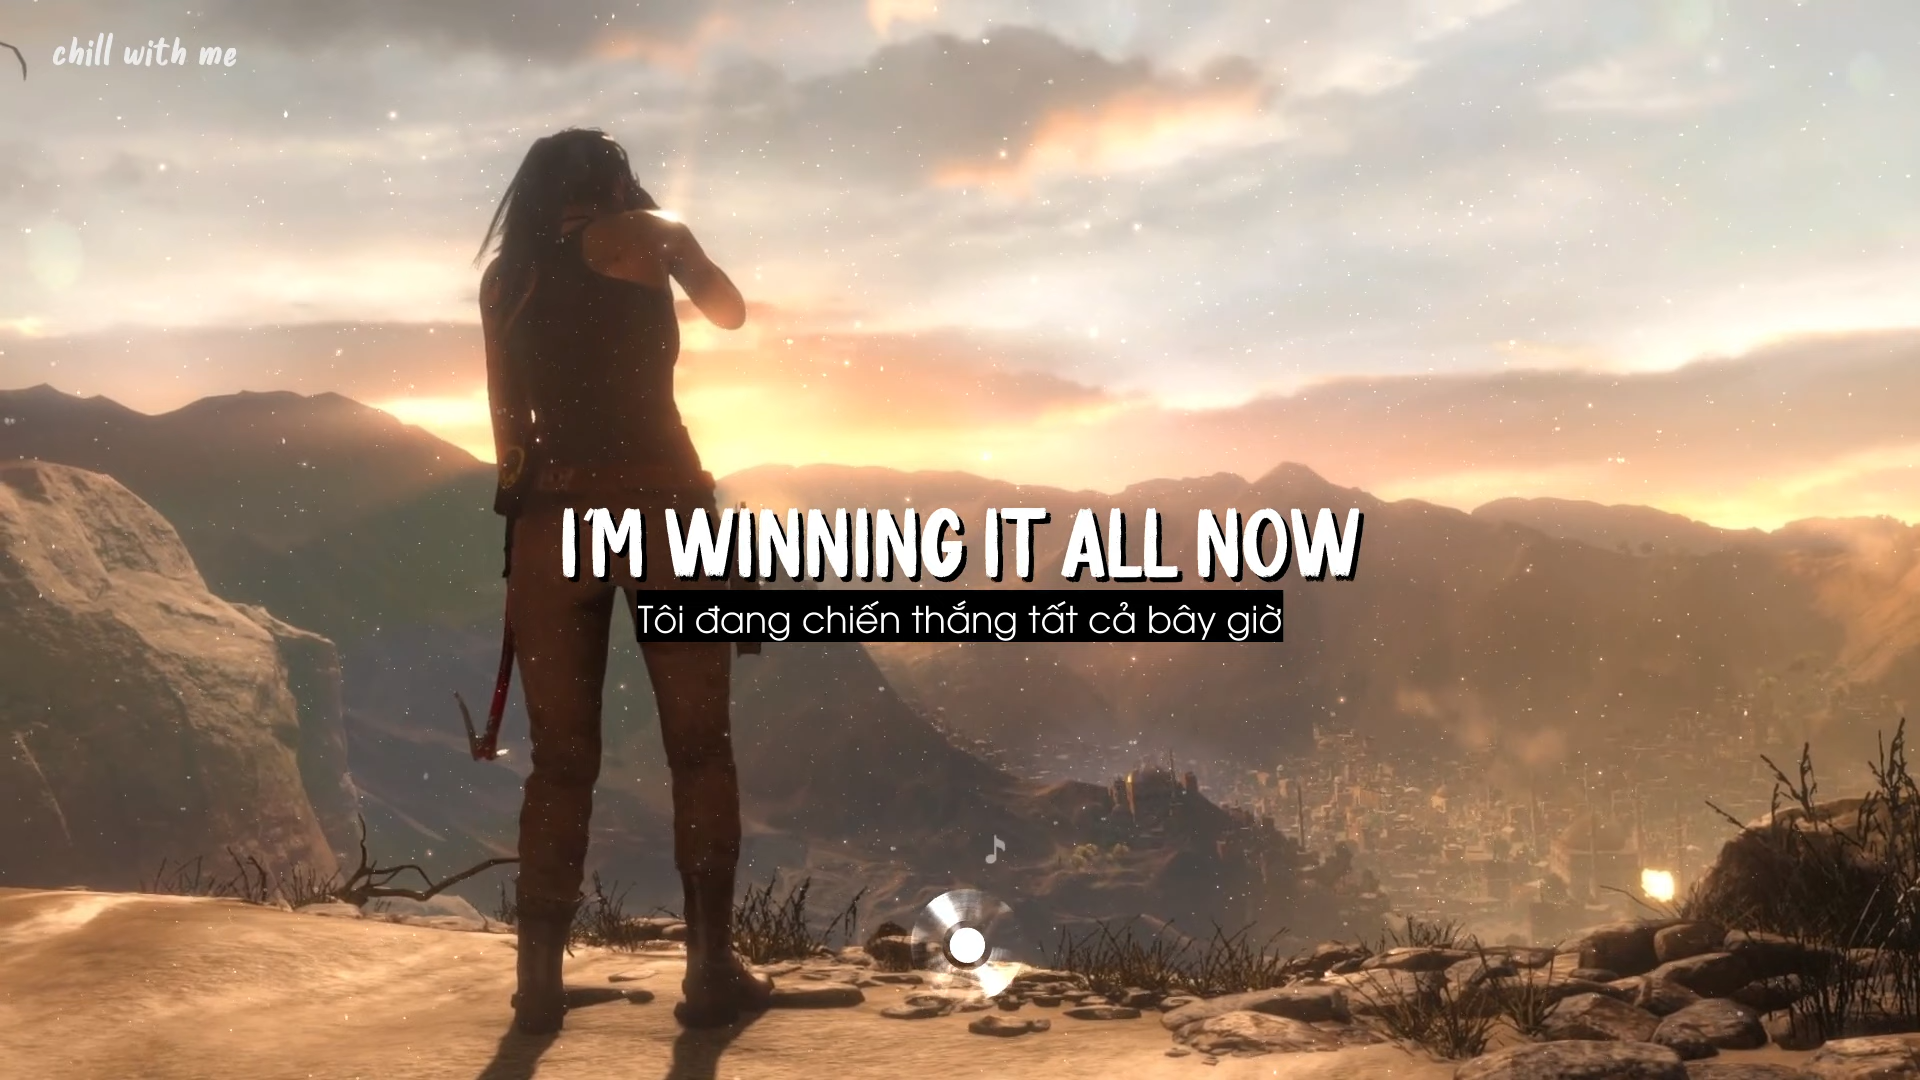 chill with me
I'M WINNING IT ALL NOW
Tôi đang chiến thắng tất cả bây giờ